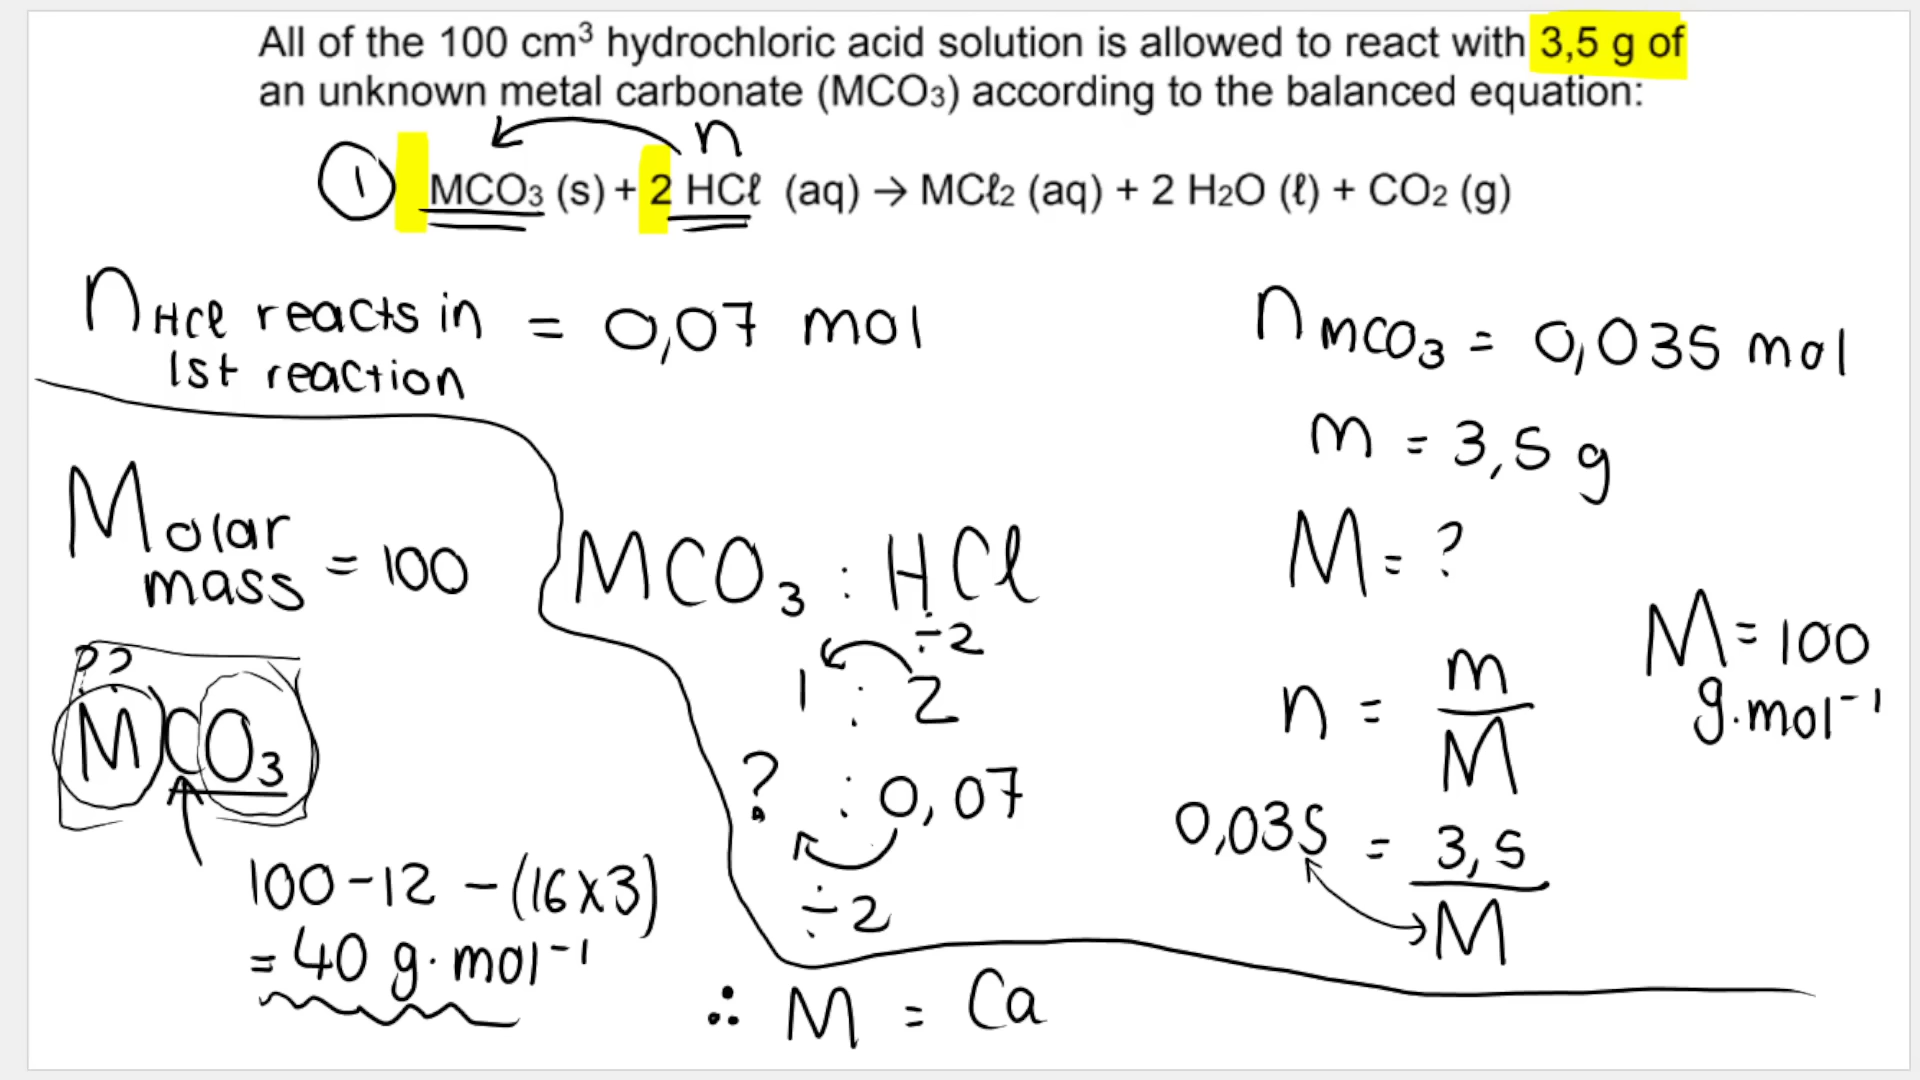 All of the 100 cm³ hydrochloric acid solution is allowed to react with 3,5 g of
an unknown metal carbonate (MCO₃) according to the balanced equation:
n
① MCO₃ (s) + 2 HCℓ (aq) → MCℓ₂ (aq) + 2 H₂O (ℓ) + CO₂ (g)
n HCℓ reacts in 1st reaction = 0,07 mol
n MCO₃ = 0,035 mol
m = 3,5 g
M = ?
n = m/M
0,035 = 3,5/M
M = 100
g·mol⁻¹
MCO₃ : HCℓ
÷2
1 : 2
? : 0,07
÷2
Molar mass = 100
??
MCO₃
100 - 12 - (16x3)
= 40 g·mol⁻¹
∴ M = Ca